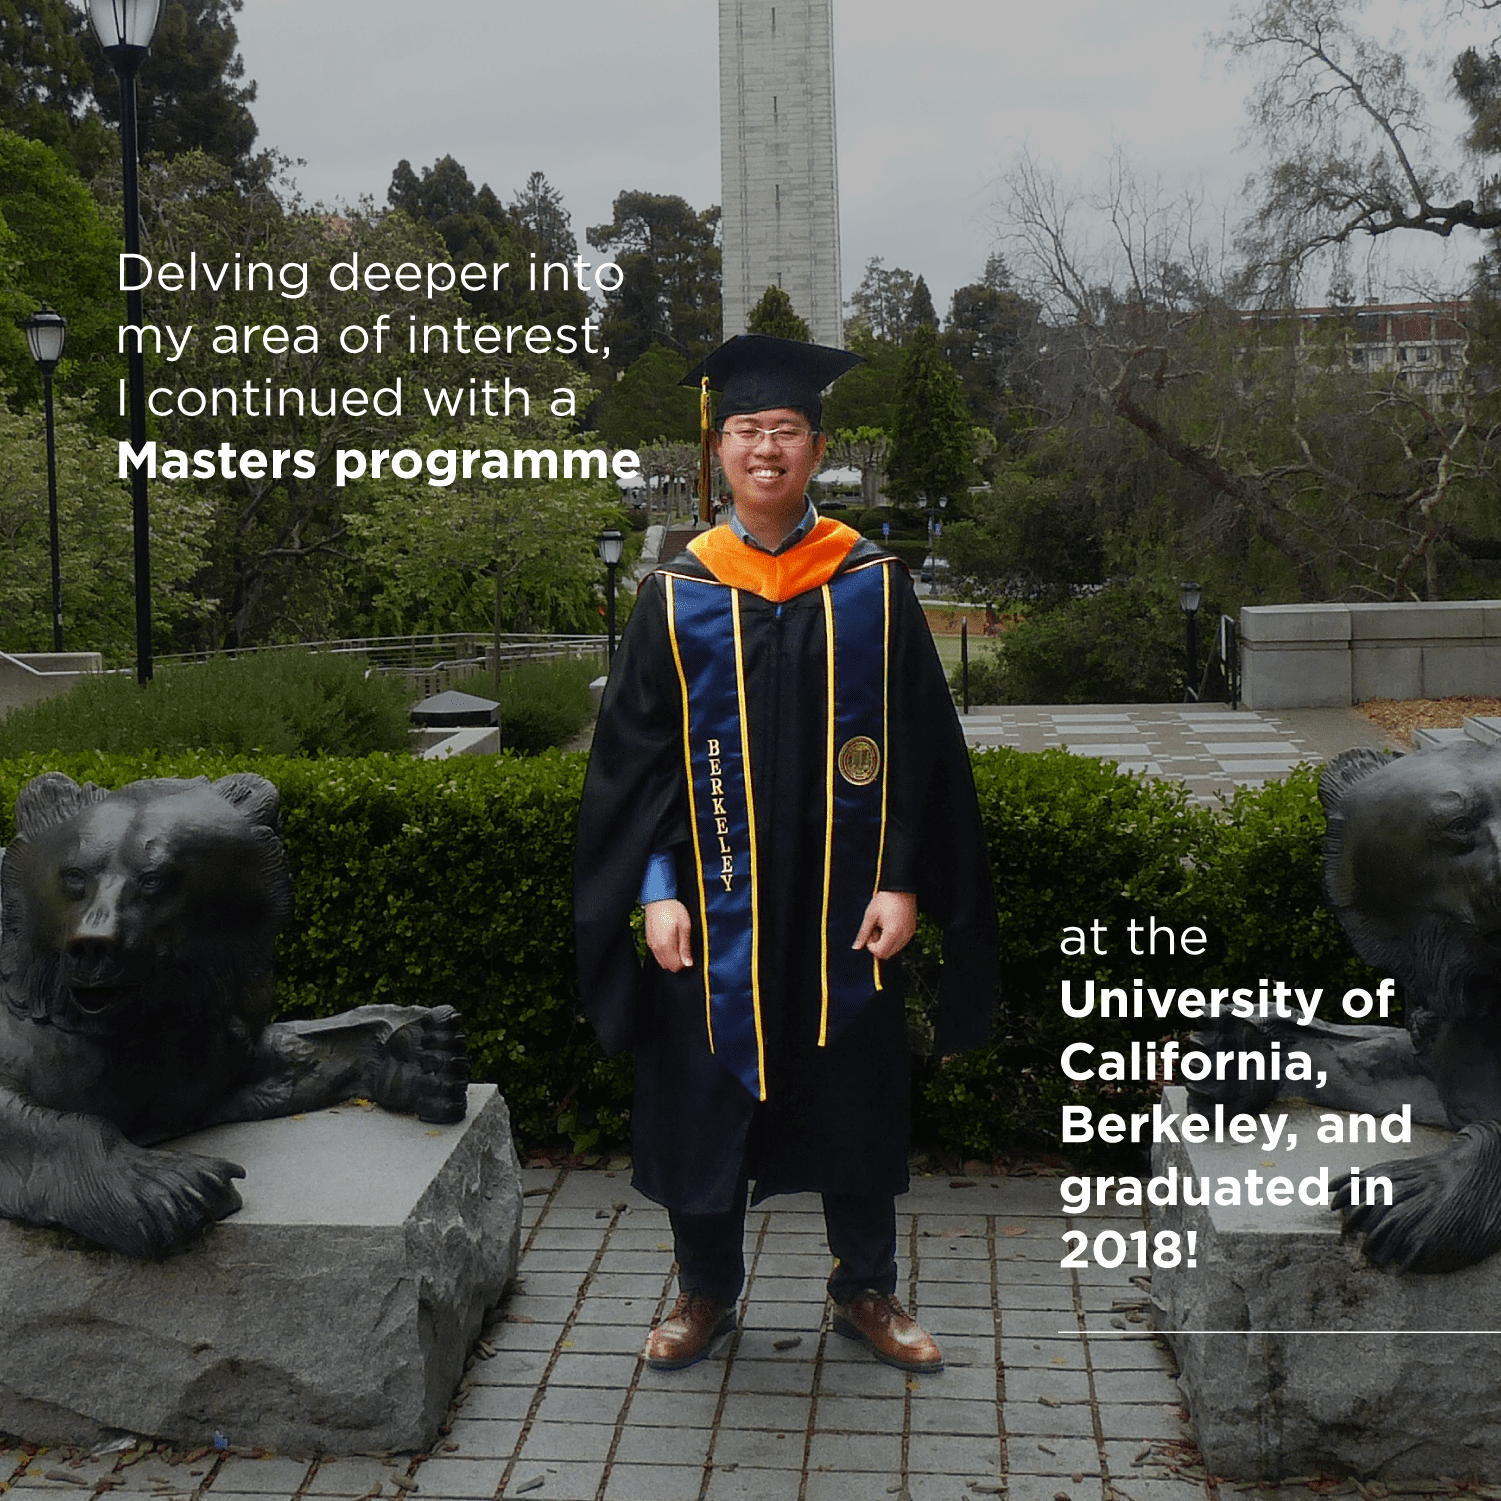 Delving deeper into
my area of interest,
I continued with a
Masters programme
BERKELEY
at the
University of
California,
Berkeley, and
graduated in
2018!